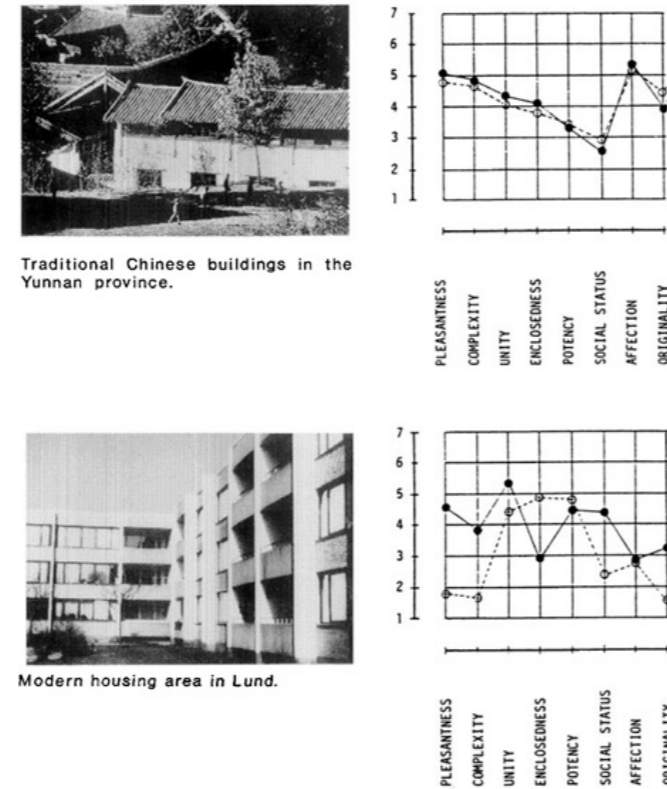 7
6
5
4
3
2
1
PLEASANTNESS
COMPLEXITY
UNITY
ENCLOSEDNESS
POTENCY
SOCIAL STATUS
AFFECTION
ORIGINALITY
Traditional Chinese buildings in the
Yunnan province.
7
6
5
4
3
2
1
PLEASANTNESS
COMPLEXITY
UNITY
ENCLOSEDNESS
POTENCY
SOCIAL STATUS
AFFECTION
ORIGINALITY
Modern housing area in Lund.